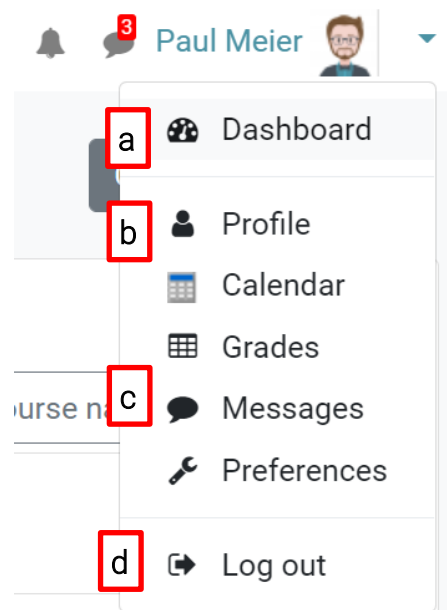 3
Paul Meier
a
Dashboard
b
Profile
Calendar
Grades
ourse na
c
Messages
Preferences
d
Log out